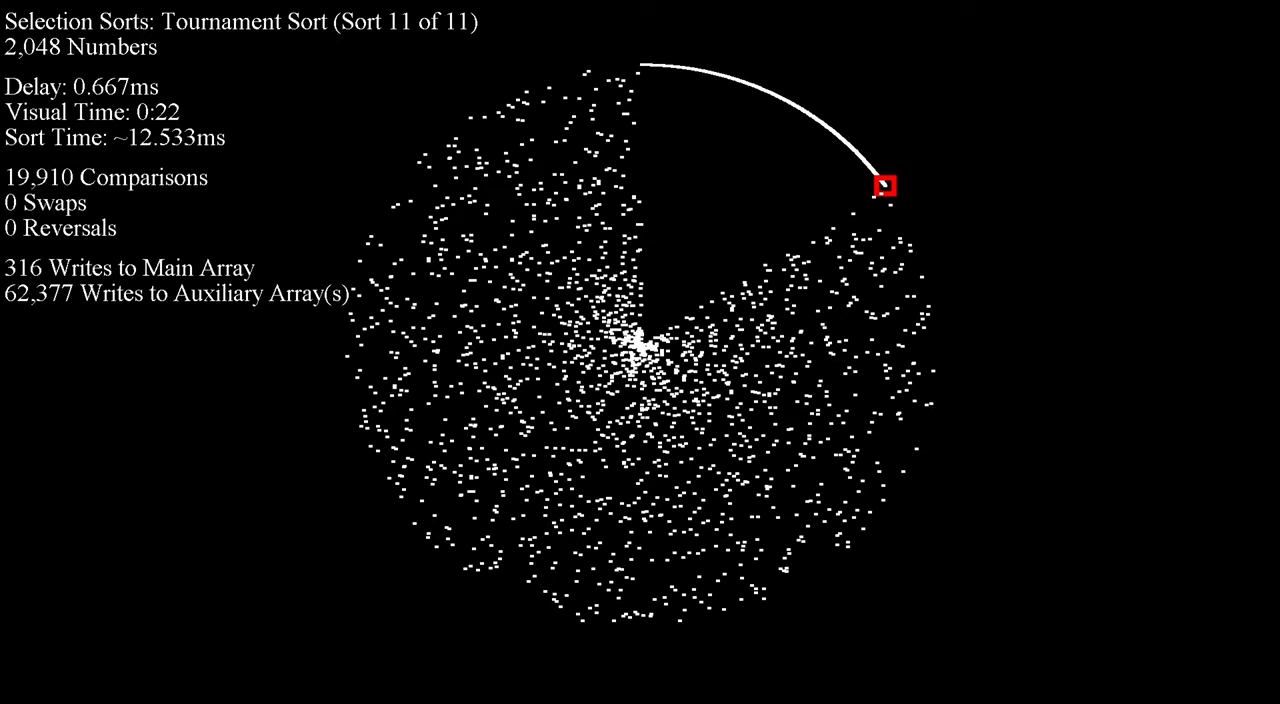 Selection Sorts: Tournament Sort (Sort 11 of 11)
2,048 Numbers
Delay: 0.667ms
Visual Time: 0:22
Sort Time: ~12.533ms
19,910 Comparisons
0 Swaps
0 Reversals
316 Writes to Main Array
62,377 Writes to Auxiliary Array(s)